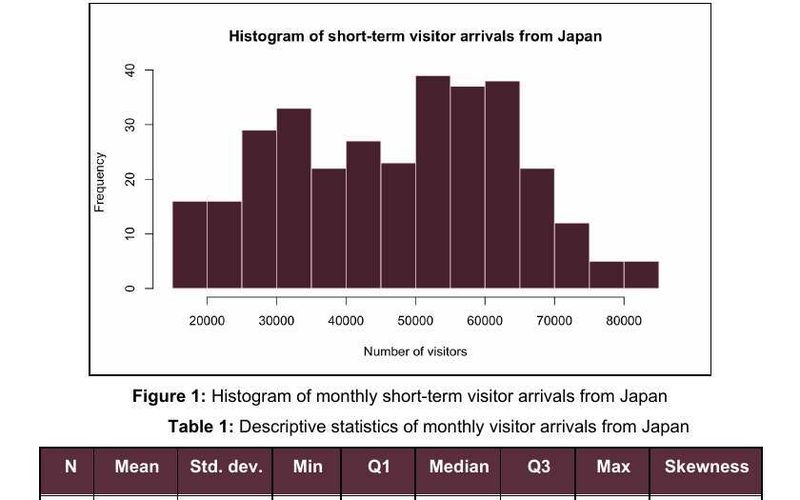 Histogram of short-term visitor arrivals from Japan
40
30
20
10
0
Frequency
20000 30000 40000 50000 60000 70000 80000
Number of visitors
Figure 1: Histogram of monthly short-term visitor arrivals from Japan
Table 1: Descriptive statistics of monthly visitor arrivals from Japan
N Mean Std. dev. Min Q1 Median Q3 Max Skewness